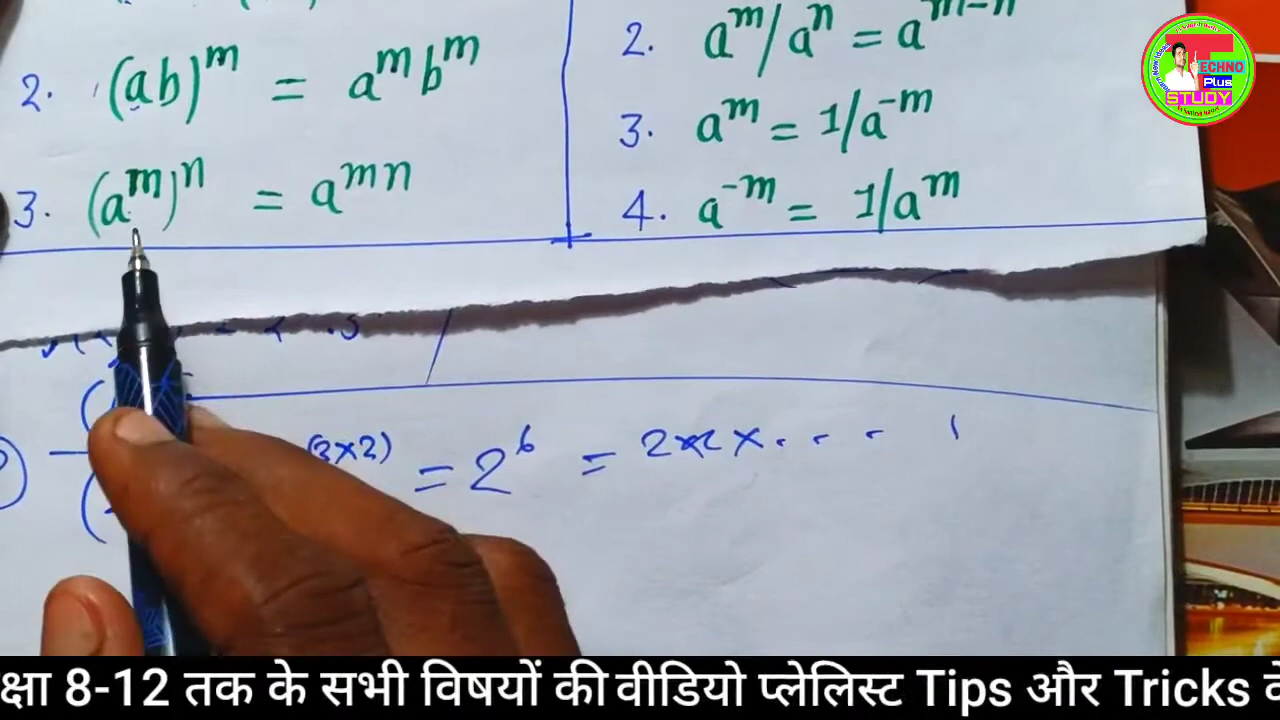 2. (ab)^m = a^m b^m
3. (a^m)^n = a^mn
2. a^m/a^n = a^m-n
3. a^m = 1/a^-m
4. a^-m = 1/a^m
(3×2) = 2^6 = 2×2×....
TECHNO
Plus
STUDY
क्षा 8-12 तक के सभी विषयों की वीडियो प्लेलिस्ट Tips और Tricks के